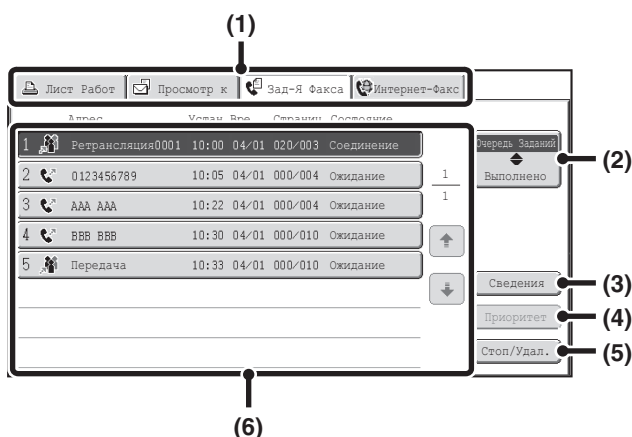 (1)
Лист Работ Просмотр к Зад-Я Факса Интернет-Факс
Адрес Устан Вре Страниц Состояние
1 Ретрансляция0001 10:00 04/01 020/003 Соединение
2 0123456789 10:05 04/01 000/004 Ожидание
3 AAA AAA 10:22 04/01 000/004 Ожидание
4 BBB BBB 10:30 04/01 000/010 Ожидание
5 Передача 10:33 04/01 000/010 Ожидание
1
1
Очередь Заданий
Выполнено
(2)
Сведения (3)
Приоритет (4)
Стоп/Удал. (5)
(6)